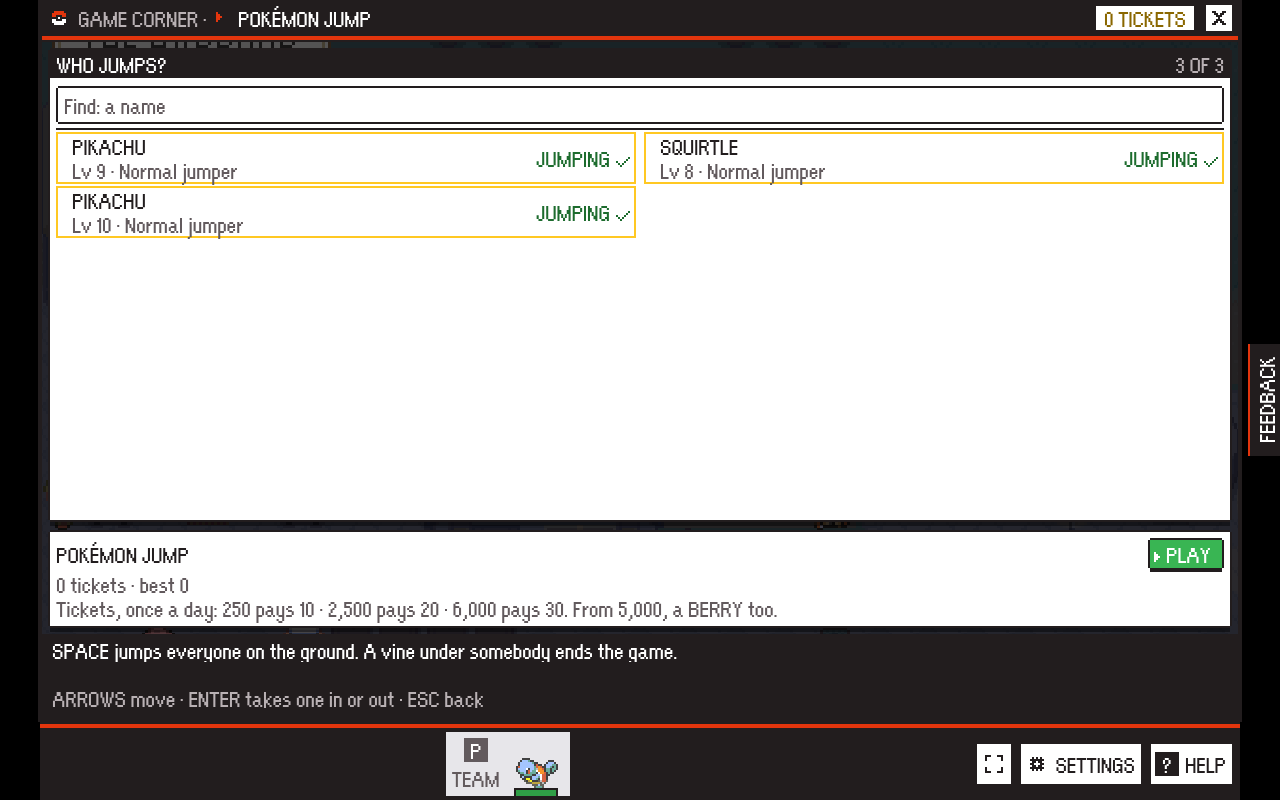 GAME CORNER · POKÉMON JUMP
0 TICKETS X
WHO JUMPS? 3 OF 3
Find: a name
PIKACHU
Lv 9 · Normal jumper
JUMPING ✓
SQUIRTLE
Lv 8 · Normal jumper
JUMPING ✓
PIKACHU
Lv 10 · Normal jumper
JUMPING ✓
FEEDBACK
POKÉMON JUMP
PLAY
0 tickets · best 0
Tickets, once a day: 250 pays 10 · 2,500 pays 20 · 6,000 pays 30. From 5,000, a BERRY too.
SPACE jumps everyone on the ground. A vine under somebody ends the game.
ARROWS move · ENTER takes one in or out · ESC back
P
TEAM
SETTINGS
? HELP